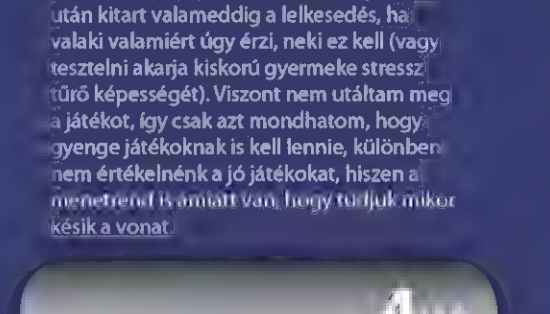 után kitart valameddig a lelkesedés, ha
valaki valamiért úgy érzi, neki ez kell (vagy
tesztelni akarja kiskorú gyermeke stressz
tűrő képességét). Viszont nem utáltam meg
a játékot, így csak azt mondhatom, hogy
gyenge játékoknak is kell lennie, különben
nem értékelnénk a jó játékokat, hiszen a
menetrend is amiatt van, hogy tudjuk mikor
késik a vonat.